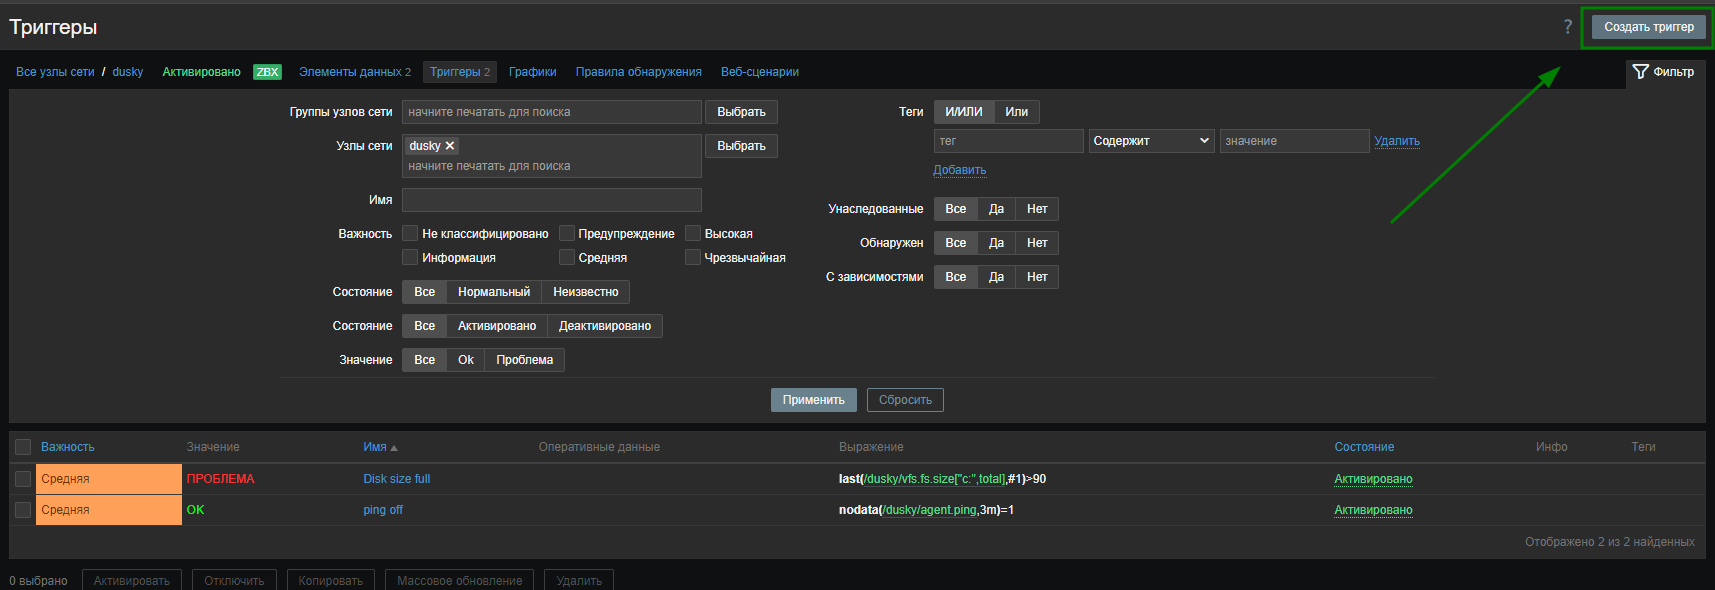 Триггеры
? Создать триггер
Все узлы сети / dusky Активировано ZBX Элементы данных 2 Триггеры 2 Графики Правила обнаружения Веб-сценарии Фильтр
Группы узлов сети начните печатать для поиска Выбрать Теги И/ИЛИ Или
тег Содержит значение Удалить
Узлы сети dusky Выбрать
начните печатать для поиска
Добавить
Имя
Унаследованные Все Да Нет
Важность Не классифицировано Предупреждение Высокая
Обнаружен Все Да Нет
Информация Средняя Чрезвычайная
С зависимостями Все Да Нет
Состояние Все Нормальный Неизвестно
Состояние Все Активировано Деактивировано
Значение Все Ok Проблема
Применить Сбросить
Важность Значение Имя Оперативные данные Выражение Состояние Инфо Теги
Средняя ПРОБЛЕМА Disk size full last(/dusky/vfs.fs.size["c:",total],#1)>90 Активировано
Средняя OK ping off nodata(/dusky/agent.ping,3m)=1 Активировано
Отображено 2 из 2 найденных
0 выбрано Активировать Отключить Копировать Массовое обновление Удалить